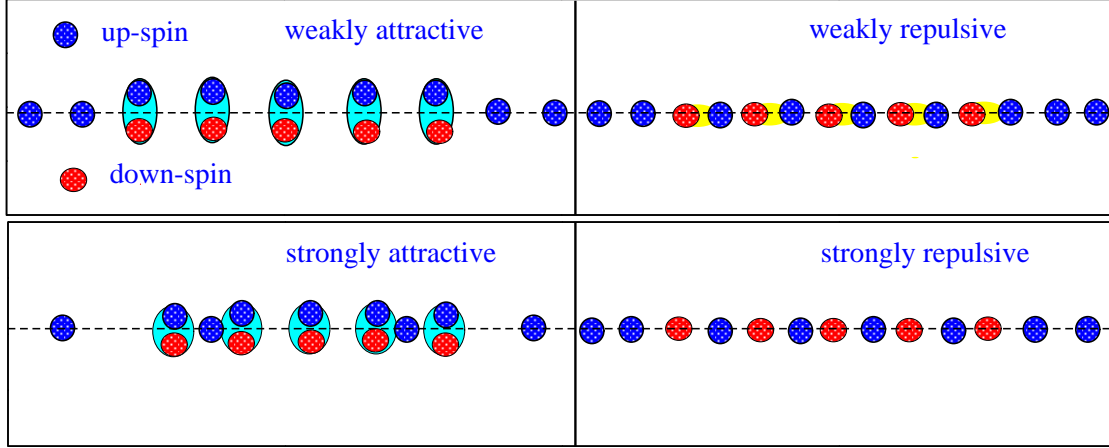 up-spin
weakly attractive
weakly repulsive
down-spin
strongly attractive
strongly repulsive